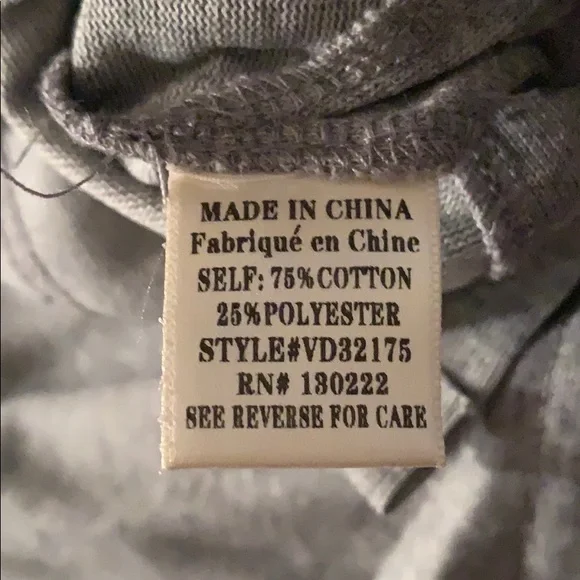 MADE IN CHINA
Fabriqué en Chine
SELF: 75%COTTON
25%POLYESTER
STYLE#VD32175
RN# 130222
SEE REVERSE FOR CARE